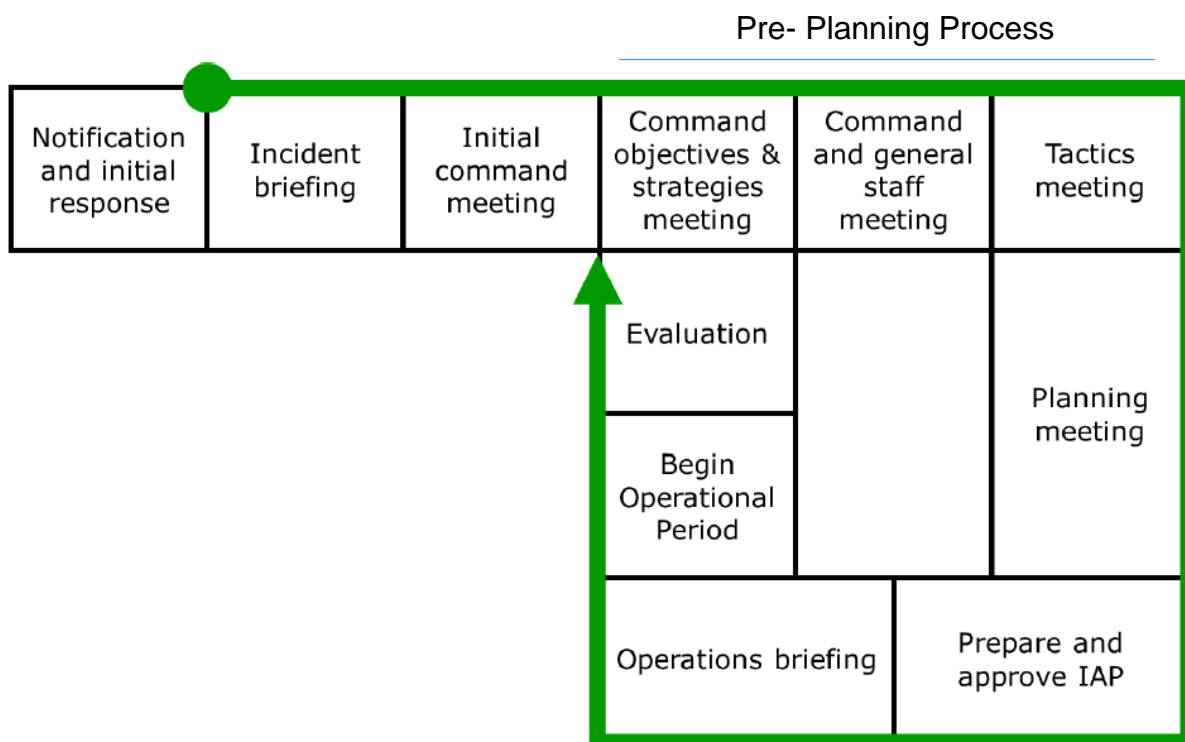 Pre- Planning Process
Notification
and initial
response
Incident
briefing
Initial
command
meeting
Command
objectives &
strategies
meeting
Command
and general
staff
meeting
Tactics
meeting
Evaluation
Planning
meeting
Begin
Operational
Period
Operations briefing
Prepare and
approve IAP